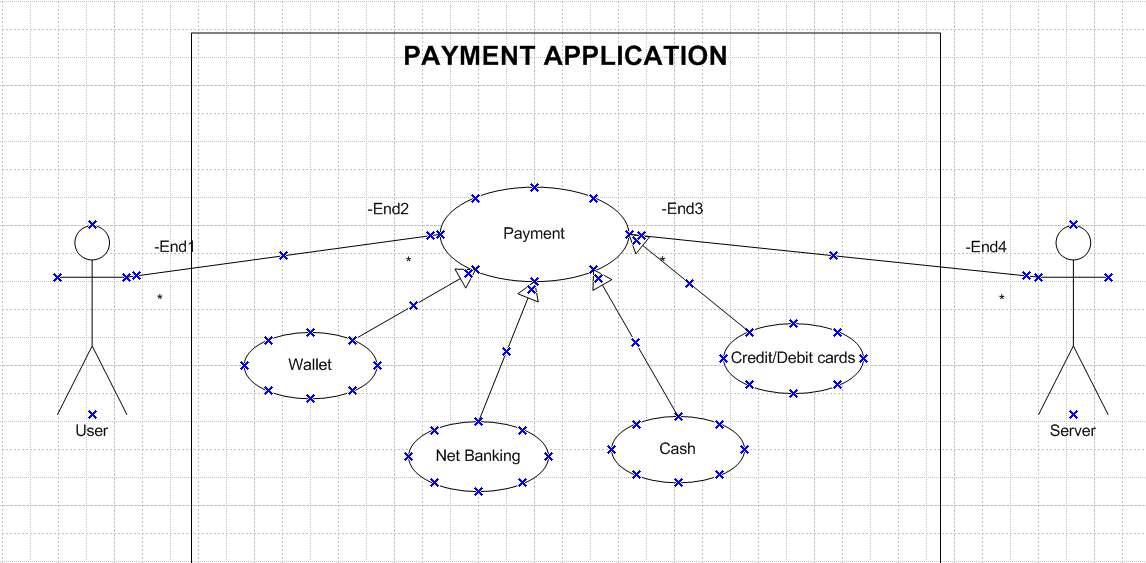 PAYMENT APPLICATION
-End2
-End3
Payment
-End1
-End4
*
*
*
*
Wallet
Credit/Debit cards
User
Server
Net Banking
Cash